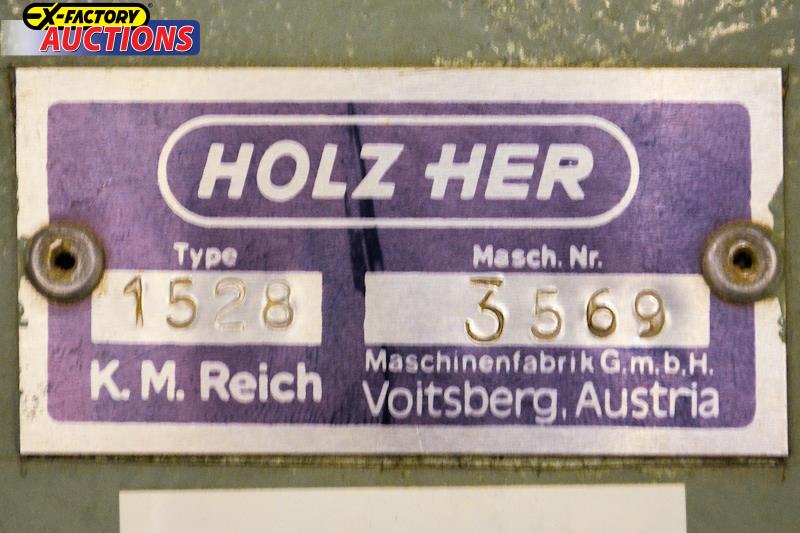 EX-FACTORY
AUCTIONS
HOLZ HER
Type
Masch. Nr.
1528
3569
K. M. Reich
Maschinenfabrik G.m.b.H.
Voitsberg, Austria